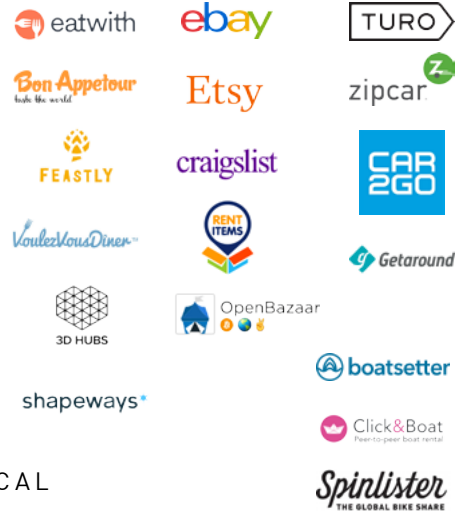 eatwith
Bon Appetour
taste the world
FEASTLY
VoulezVousDîner
3D HUBS
shapeways
CAL
ebay
Etsy
craigslist
RENT
ITEMS
OpenBazaar
TURO
Z
zipcar
CAR
2GO
Getaround
boatsetter
Click&Boat
Peer-to-peer boat rental
Spinlister
THE GLOBAL BIKE SHARE